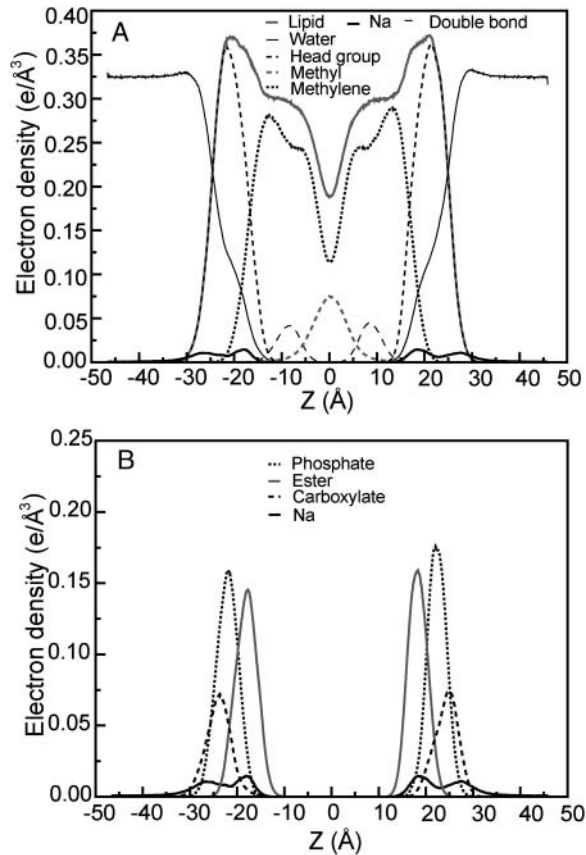 A
Lipid Na Double bond
Water
Head group
Methyl
Methylene
Electron density (e/Å³)
0.40
0.35
0.30
0.25
0.20
0.15
0.10
0.05
0.00
-50 -40 -30 -20 -10 0 10 20 30 40 50
Z (Å)
B
Phosphate
Ester
Carboxylate
Na
Electron density (e/Å³)
0.25
0.20
0.15
0.10
0.05
0.00
-50 -40 -30 -20 -10 0 10 20 30 40 50
Z (Å)